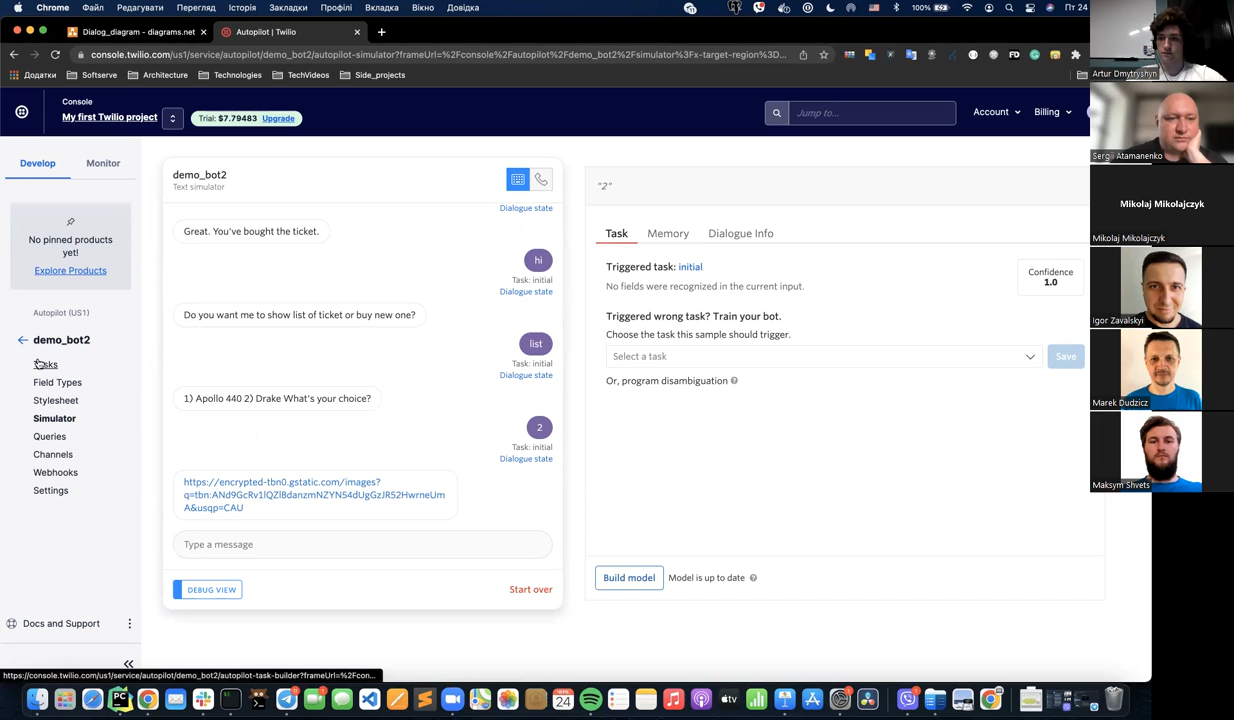 Chrome Файл Редагувати Перегляд Історія Закладки Профілі Вкладка Вікно Довідка 100% Пт 24
Dialog_diagram - diagrams.net
Autopilot | Twilio
console.twilio.com/us1/service/autopilot/demo_bot2/autopilot-simulator?frameUrl=%2Fconsole%2Fautopilot%2Fdemo_bot2%2Fsimulator%3Fx-target-region%3D...
Додатки Softserve Architecture Technologies TechVideos Side_projects
Console
My first Twilio project
Trial: $7.79483 Upgrade
Jump to...
Account Billing
Develop Monitor
No pinned products
yet!
Explore Products
Autopilot (US1)
demo_bot2
Tasks
Field Types
Stylesheet
Simulator
Queries
Channels
Webhooks
Settings
Docs and Support
demo_bot2
Text simulator
Dialogue state
Great. You've bought the ticket.
hi
Task: initial
Dialogue state
Do you want me to show list of ticket or buy new one?
list
Task: initial
Dialogue state
1) Apollo 440 2) Drake What's your choice?
2
Task: initial
Dialogue state
https://encrypted-tbn0.gstatic.com/images?
q=tbn:ANd9GcRv1lQZlBdanzmNZYN54dUgGzJR52HwrneUm
A&usqp=CAU
Type a message
DEBUG VIEW
Start over
"2"
Task Memory Dialogue Info
Triggered task: initial
No fields were recognized in the current input.
Confidence
1.0
Triggered wrong task? Train your bot.
Choose the task this sample should trigger.
Select a task
Save
Or, program disambiguation
Build model Model is up to date
https://console.twilio.com/us1/service/autopilot/demo_bot2/autopilot-task-builder?frameUrl=%2Fcon...
Artur Dmytryshyn
Sergii Atamanenko
Mikolaj Mikolajczyk
Mikolaj Mikolajczyk
Igor Zavalskyi
Marek Dudzicz
Maksym Shvets